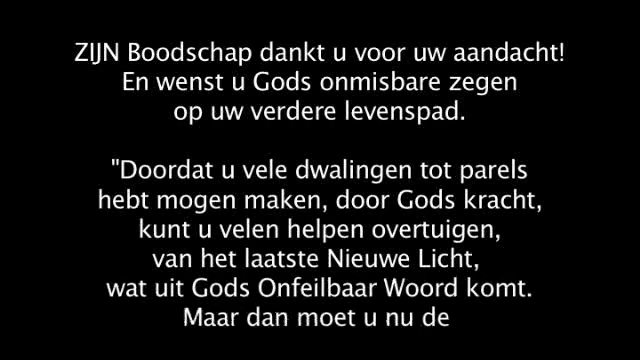 ZIJN Boodschap dankt u voor uw aandacht!
En wenst u Gods onmisbare zegen
op uw verdere levenspad.
"Doordat u vele dwalingen tot parels
hebt mogen maken, door Gods kracht,
kunt u velen helpen overtuigen,
van het laatste Nieuwe Licht,
wat uit Gods Onfeilbaar Woord komt.
Maar dan moet u nu de